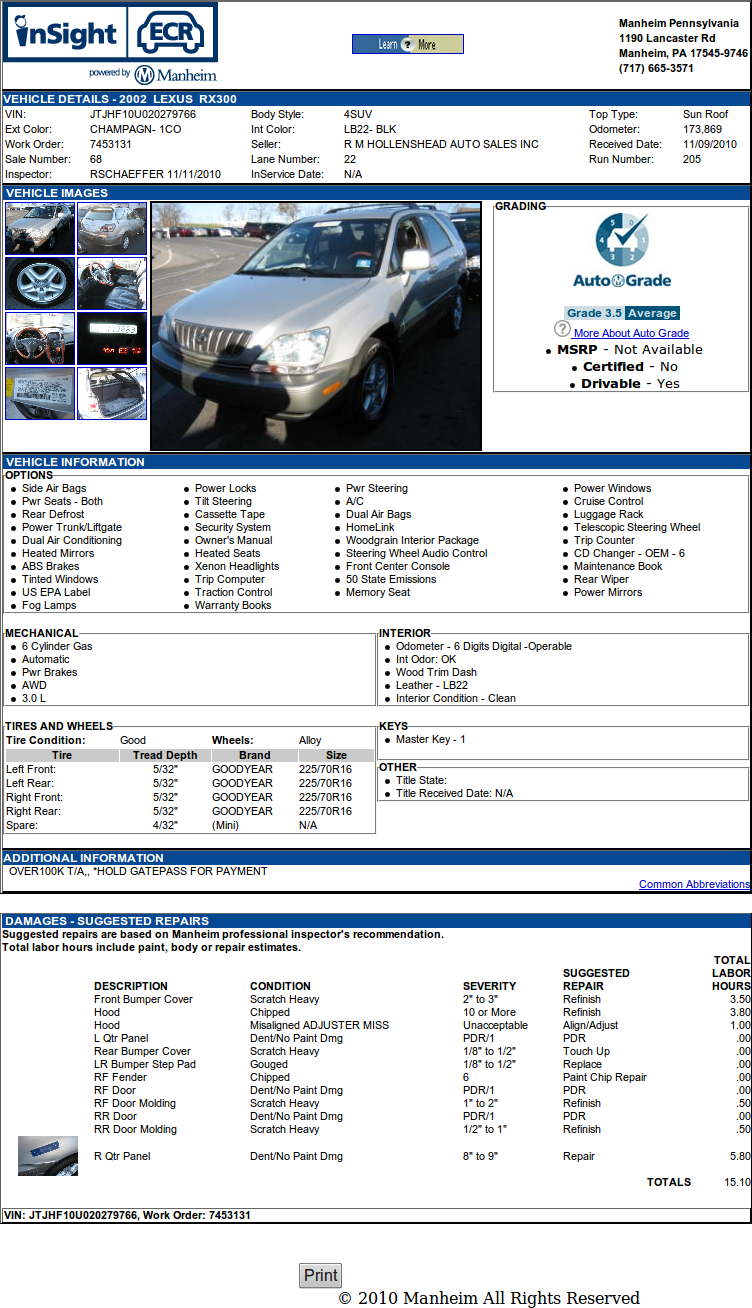 inSight ECR
powered by Manheim
Learn ? More
Manheim Pennsylvania
1190 Lancaster Rd
Manheim, PA 17545-9746
(717) 665-3571
VEHICLE DETAILS - 2002 LEXUS RX300
VIN: JTJHF10U020279766 Body Style: 4SUV Top Type: Sun Roof
Ext Color: CHAMPAGN- 1CO Int Color: LB22- BLK Odometer: 173,869
Work Order: 7453131 Seller: R M HOLLENSHEAD AUTO SALES INC Received Date: 11/09/2010
Sale Number: 68 Lane Number: 22 Run Number: 205
Inspector: RSCHAEFFER 11/11/2010 InService Date: N/A
VEHICLE IMAGES
GRADING
5 0
4 1
3 2
AutoGrade
Grade 3.5 Average
? More About Auto Grade
• MSRP - Not Available
• Certified - No
• Drivable - Yes
VEHICLE INFORMATION
OPTIONS
• Side Air Bags • Power Locks • Pwr Steering • Power Windows
• Pwr Seats - Both • Tilt Steering • A/C • Cruise Control
• Rear Defrost • Cassette Tape • Dual Air Bags • Luggage Rack
• Power Trunk/Liftgate • Security System • HomeLink • Telescopic Steering Wheel
• Dual Air Conditioning • Owner's Manual • Woodgrain Interior Package • Trip Counter
• Heated Mirrors • Heated Seats • Steering Wheel Audio Control • CD Changer - OEM - 6
• ABS Brakes • Xenon Headlights • Front Center Console • Maintenance Book
• Tinted Windows • Trip Computer • 50 State Emissions • Rear Wiper
• US EPA Label • Traction Control • Memory Seat • Power Mirrors
• Fog Lamps • Warranty Books
MECHANICAL
• 6 Cylinder Gas
• Automatic
• Pwr Brakes
• AWD
• 3.0 L
INTERIOR
• Odometer - 6 Digits Digital -Operable
• Int Odor: OK
• Wood Trim Dash
• Leather - LB22
• Interior Condition - Clean
TIRES AND WHEELS
Tire Condition: Good Wheels: Alloy
Tire Tread Depth Brand Size
Left Front: 5/32" GOODYEAR 225/70R16
Left Rear: 5/32" GOODYEAR 225/70R16
Right Front: 5/32" GOODYEAR 225/70R16
Right Rear: 5/32" GOODYEAR 225/70R16
Spare: 4/32" (Mini) N/A
KEYS
• Master Key - 1
OTHER
• Title State:
• Title Received Date: N/A
ADDITIONAL INFORMATION
OVER100K T/A,, *HOLD GATEPASS FOR PAYMENT
Common Abbreviations
DAMAGES - SUGGESTED REPAIRS
Suggested repairs are based on Manheim professional inspector's recommendation.
Total labor hours include paint, body or repair estimates.
DESCRIPTION CONDITION SEVERITY SUGGESTED REPAIR TOTAL LABOR HOURS
Front Bumper Cover Scratch Heavy 2" to 3" Refinish 3.50
Hood Chipped 10 or More Refinish 3.80
Hood Misaligned ADJUSTER MISS Unacceptable Align/Adjust 1.00
L Qtr Panel Dent/No Paint Dmg PDR/1 PDR .00
Rear Bumper Cover Scratch Heavy 1/8" to 1/2" Touch Up .00
LR Bumper Step Pad Gouged 1/8" to 1/2" Replace .00
RF Fender Chipped 6 Paint Chip Repair .00
RF Door Dent/No Paint Dmg PDR/1 PDR .00
RF Door Molding Scratch Heavy 1" to 2" Refinish .50
RR Door Dent/No Paint Dmg PDR/1 PDR .00
RR Door Molding Scratch Heavy 1/2" to 1" Refinish .50
R Qtr Panel Dent/No Paint Dmg 8" to 9" Repair 5.80
TOTALS 15.10
VIN: JTJHF10U020279766, Work Order: 7453131
Print
© 2010 Manheim All Rights Reserved